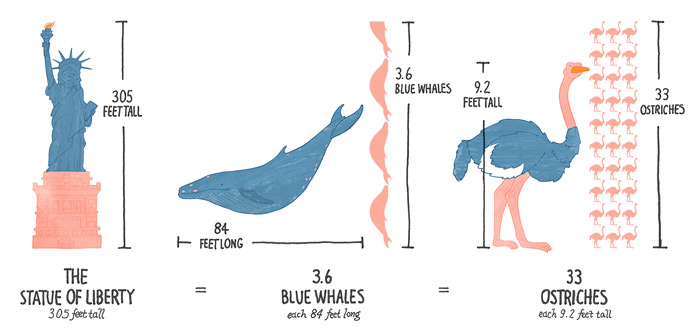 305
FEET TALL
84
FEET LONG
3.6
BLUE WHALES
9.2
FEET TALL
33
OSTRICHES
THE
STATUE OF LIBERTY
305 feet tall
=
3.6
BLUE WHALES
each 84 feet long
=
33
OSTRICHES
each 9.2 feet tall